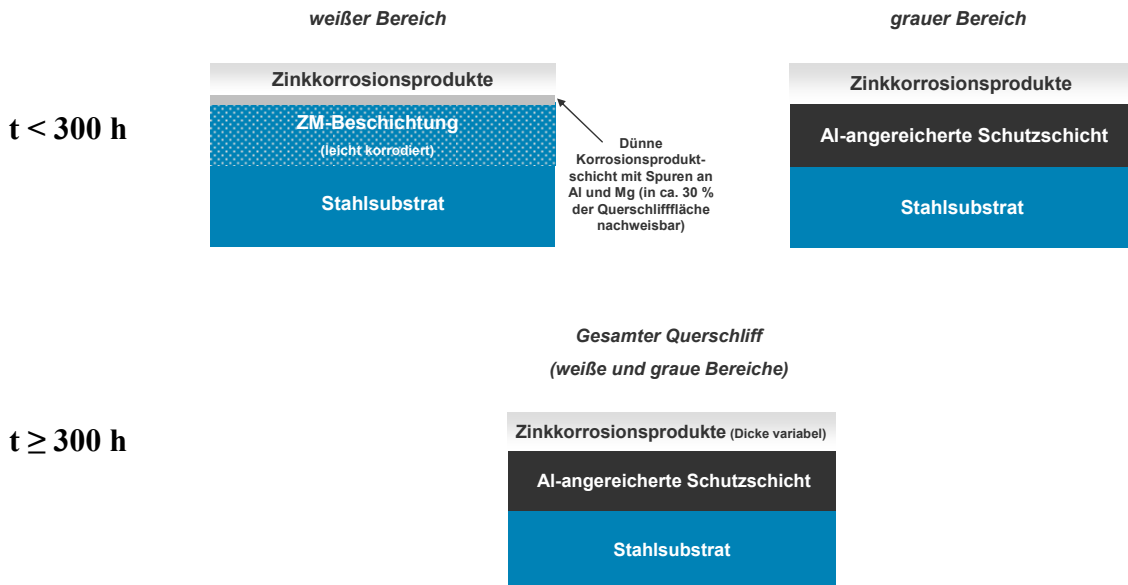 weißer Bereich
grauer Bereich
t < 300 h
Zinkkorrosionsprodukte
ZM-Beschichtung
(leicht korrodiert)
Stahlsubstrat
Dünne
Korrosionsprodukt-
schicht mit Spuren an
Al und Mg (in ca. 30 %
der Querschlifffläche
nachweisbar)
Zinkkorrosionsprodukte
Al-angereicherte Schutzschicht
Stahlsubstrat
Gesamter Querschliff
(weiße und graue Bereiche)
t ≥ 300 h
Zinkkorrosionsprodukte (Dicke variabel)
Al-angereicherte Schutzschicht
Stahlsubstrat